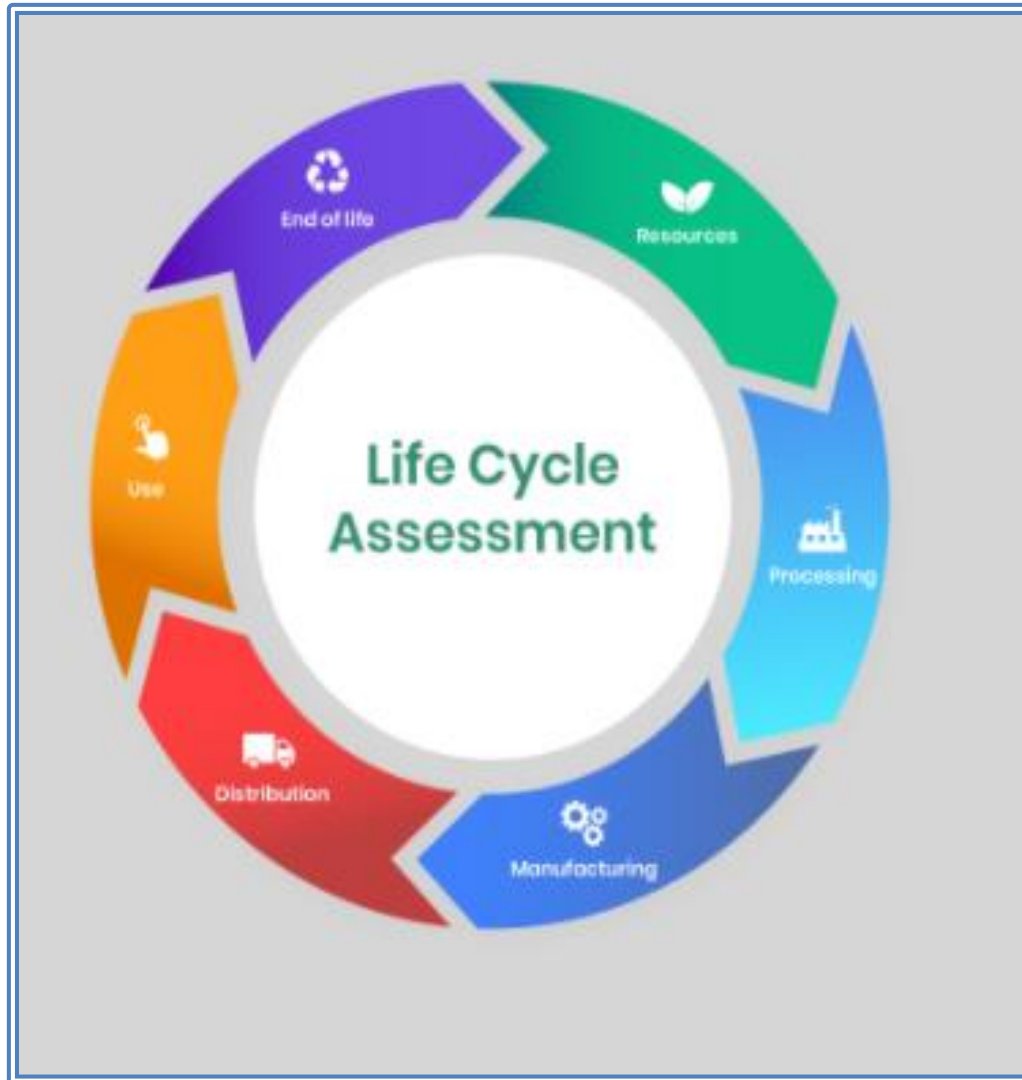 Life Cycle
Assessment
Resources
Processing
Manufacturing
Distribution
Use
End of life